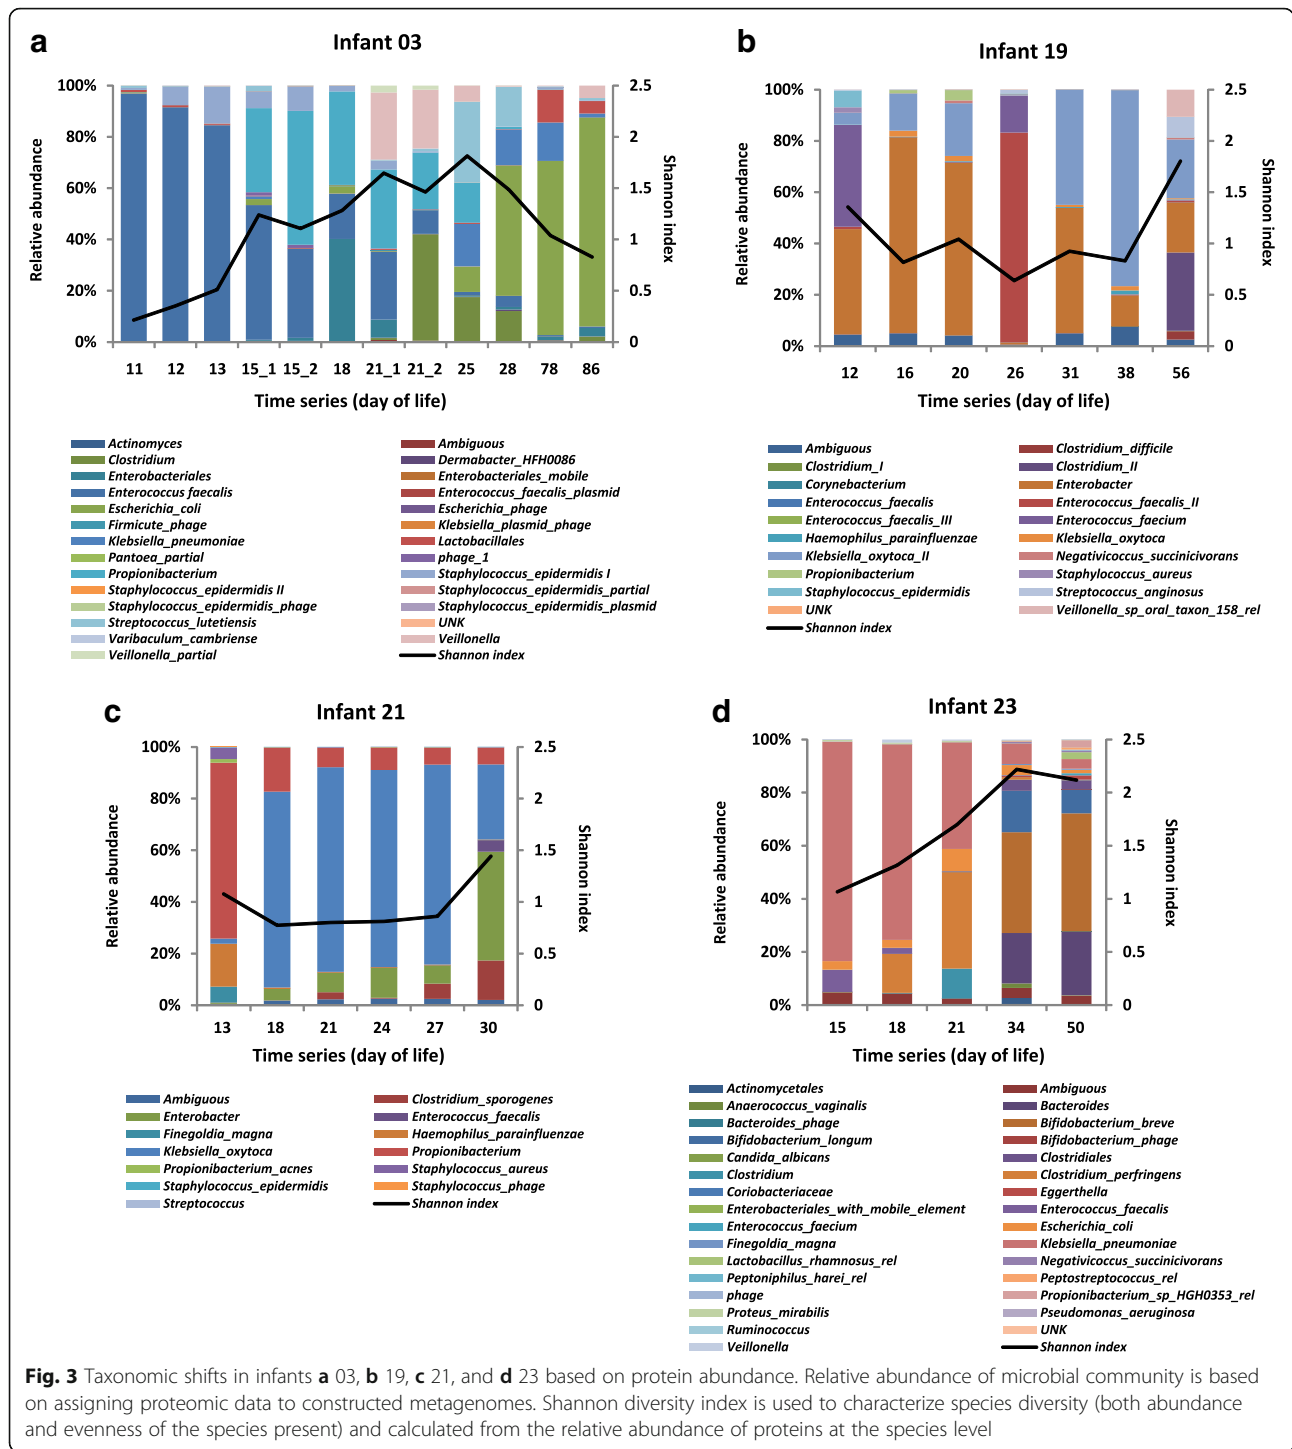 a
Infant 03
100%
80%
60%
40%
20%
0%
Relative abundance
2.5
2
1.5
1
0.5
0
Shannon index
11 12 13 15_1 15_2 18 21_1 21_2 25 28 78 86
Time series (day of life)
Actinomyces Ambiguous
Clostridium Dermabacter_HFH0086
Enterobacteriales Enterobacteriales_mobile
Enterococcus faecalis Enterococcus_faecalis_plasmid
Escherichia_coli Escherichia_phage
Firmicute_phage Klebsiella_plasmid_phage
Klebsiella_pneumoniae Lactobacillales
Pantoea_partial phage_1
Propionibacterium Staphylococcus_epidermidis I
Staphylococcus_epidermidis II Staphylococcus_epidermidis_partial
Staphylococcus_epidermidis_phage Staphylococcus_epidermidis_plasmid
Streptococcus_lutetiensis UNK
Varibaculum_cambriense Veillonella
Veillonella_partial Shannon index
b
Infant 19
100%
80%
60%
40%
20%
0%
Relative abundance
2.5
2
1.5
1
0.5
0
Shannon index
12 16 20 26 31 38 56
Time series (day of life)
Ambiguous Clostridium_difficile
Clostridium_I Clostridium_II
Corynebacterium Enterobacter
Enterococcus_faecalis Enterococcus_faecalis_II
Enterococcus_faecalis_III Enterococcus_faecium
Haemophilus_parainfluenzae Klebsiella_oxytoca
Klebsiella_oxytoca_II Negativicoccus_succinicivorans
Propionibacterium Staphylococcus_aureus
Staphylococcus_epidermidis Streptococcus_anginosus
UNK Veillonella_sp_oral_taxon_158_rel
Shannon index
c
Infant 21
100%
80%
60%
40%
20%
0%
Relative abundance
2.5
2
1.5
1
0.5
0
Shannon index
13 18 21 24 27 30
Time series (day of life)
Ambiguous Clostridium_sporogenes
Enterobacter Enterococcus_faecalis
Finegoldia_magna Haemophilus_parainfluenzae
Klebsiella_oxytoca Propionibacterium
Propionibacterium_acnes Staphylococcus_aureus
Staphylococcus_epidermidis Staphylococcus_phage
Streptococcus Shannon index
d
Infant 23
100%
80%
60%
40%
20%
0%
Relative abundance
2.5
2
1.5
1
0.5
0
Shannon index
15 18 21 34 50
Time series (day of life)
Actinomycetales Ambiguous
Anaerococcus_vaginalis Bacteroides
Bacteroides_phage Bifidobacterium_breve
Bifidobacterium_longum Bifidobacterium_phage
Candida_albicans Clostridiales
Clostridium Clostridium_perfringens
Coriobacteriaceae Eggerthella
Enterobacteriales_with_mobile_element Enterococcus_faecalis
Enterococcus_faecium Escherichia_coli
Finegoldia_magna Klebsiella_pneumoniae
Lactobacillus_rhamnosus_rel Negativicoccus_succinicivorans
Peptoniphilus_harei_rel Peptostreptococcus_rel
phage Propionibacterium_sp_HGH0353_rel
Proteus_mirabilis Pseudomonas_aeruginosa
Ruminococcus UNK
Veillonella Shannon index
Fig. 3 Taxonomic shifts in infants a 03, b 19, c 21, and d 23 based on protein abundance. Relative abundance of microbial community is based
on assigning proteomic data to constructed metagenomes. Shannon diversity index is used to characterize species diversity (both abundance
and evenness of the species present) and calculated from the relative abundance of proteins at the species level